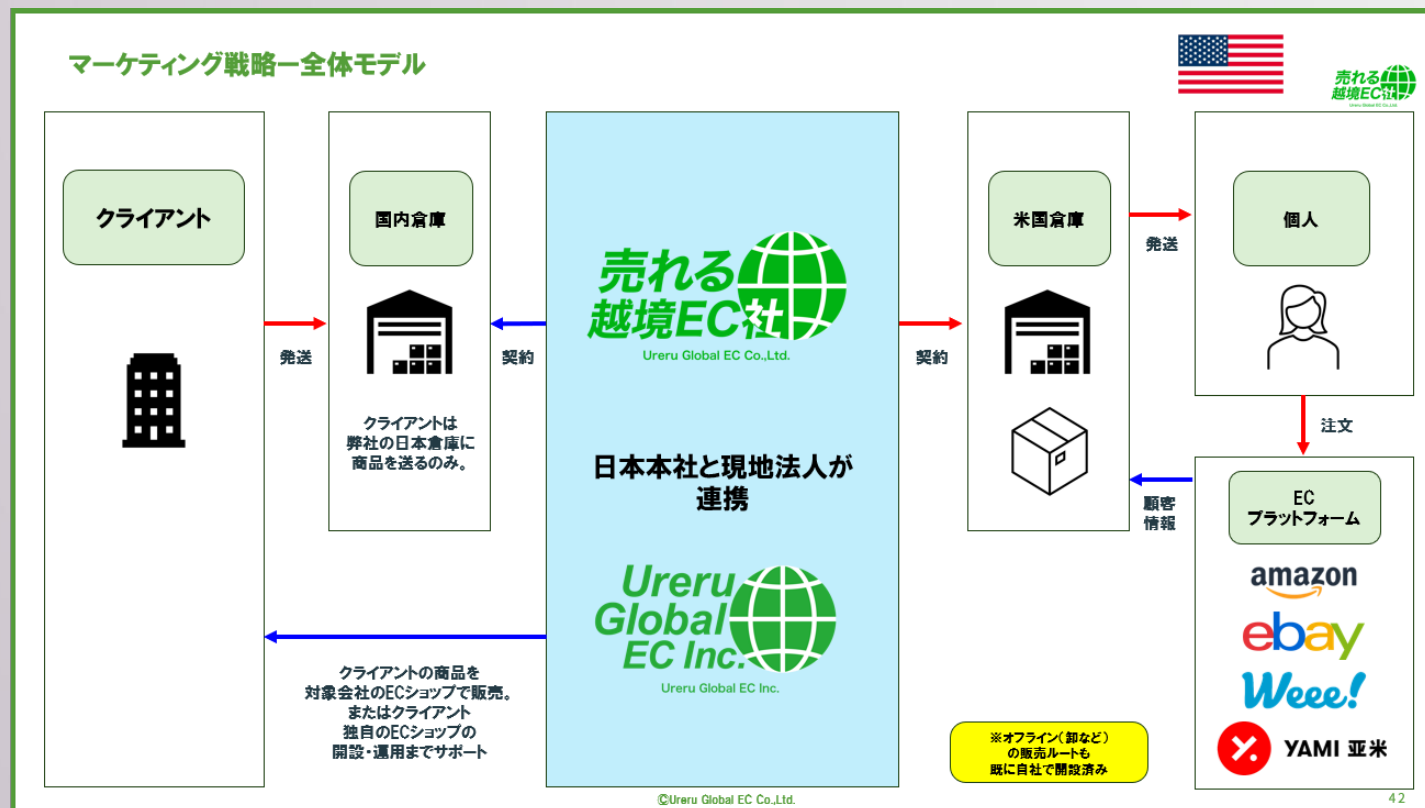 マーケティング戦略ー全体モデル
売れる
越境EC社
Ureru Global EC Co.,Ltd.
クライアント
発送
国内倉庫
クライアントは
弊社の日本倉庫に
商品を送るのみ。
契約
売れる
越境EC社
Ureru Global EC Co.,Ltd.
日本本社と現地法人が
連携
Ureru
Global
EC Inc.
Ureru Global EC Inc.
クライアントの商品を
対象会社のECショップで販売。
またはクライアント
独自のECショップの
開設・運用までサポート
契約
米国倉庫
発送
個人
注文
顧客
情報
EC
プラットフォーム
amazon
ebay
Weee!
YAMI 亚米
※オフライン(卸など)
の販売ルートも
既に自社で開設済み
©Ureru Global EC Co.,Ltd.
42